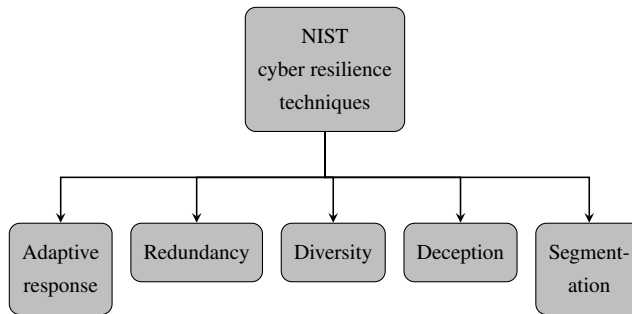 NIST
cyber resilience
techniques
Adaptive
response
Redundancy
Diversity
Deception
Segment-
ation